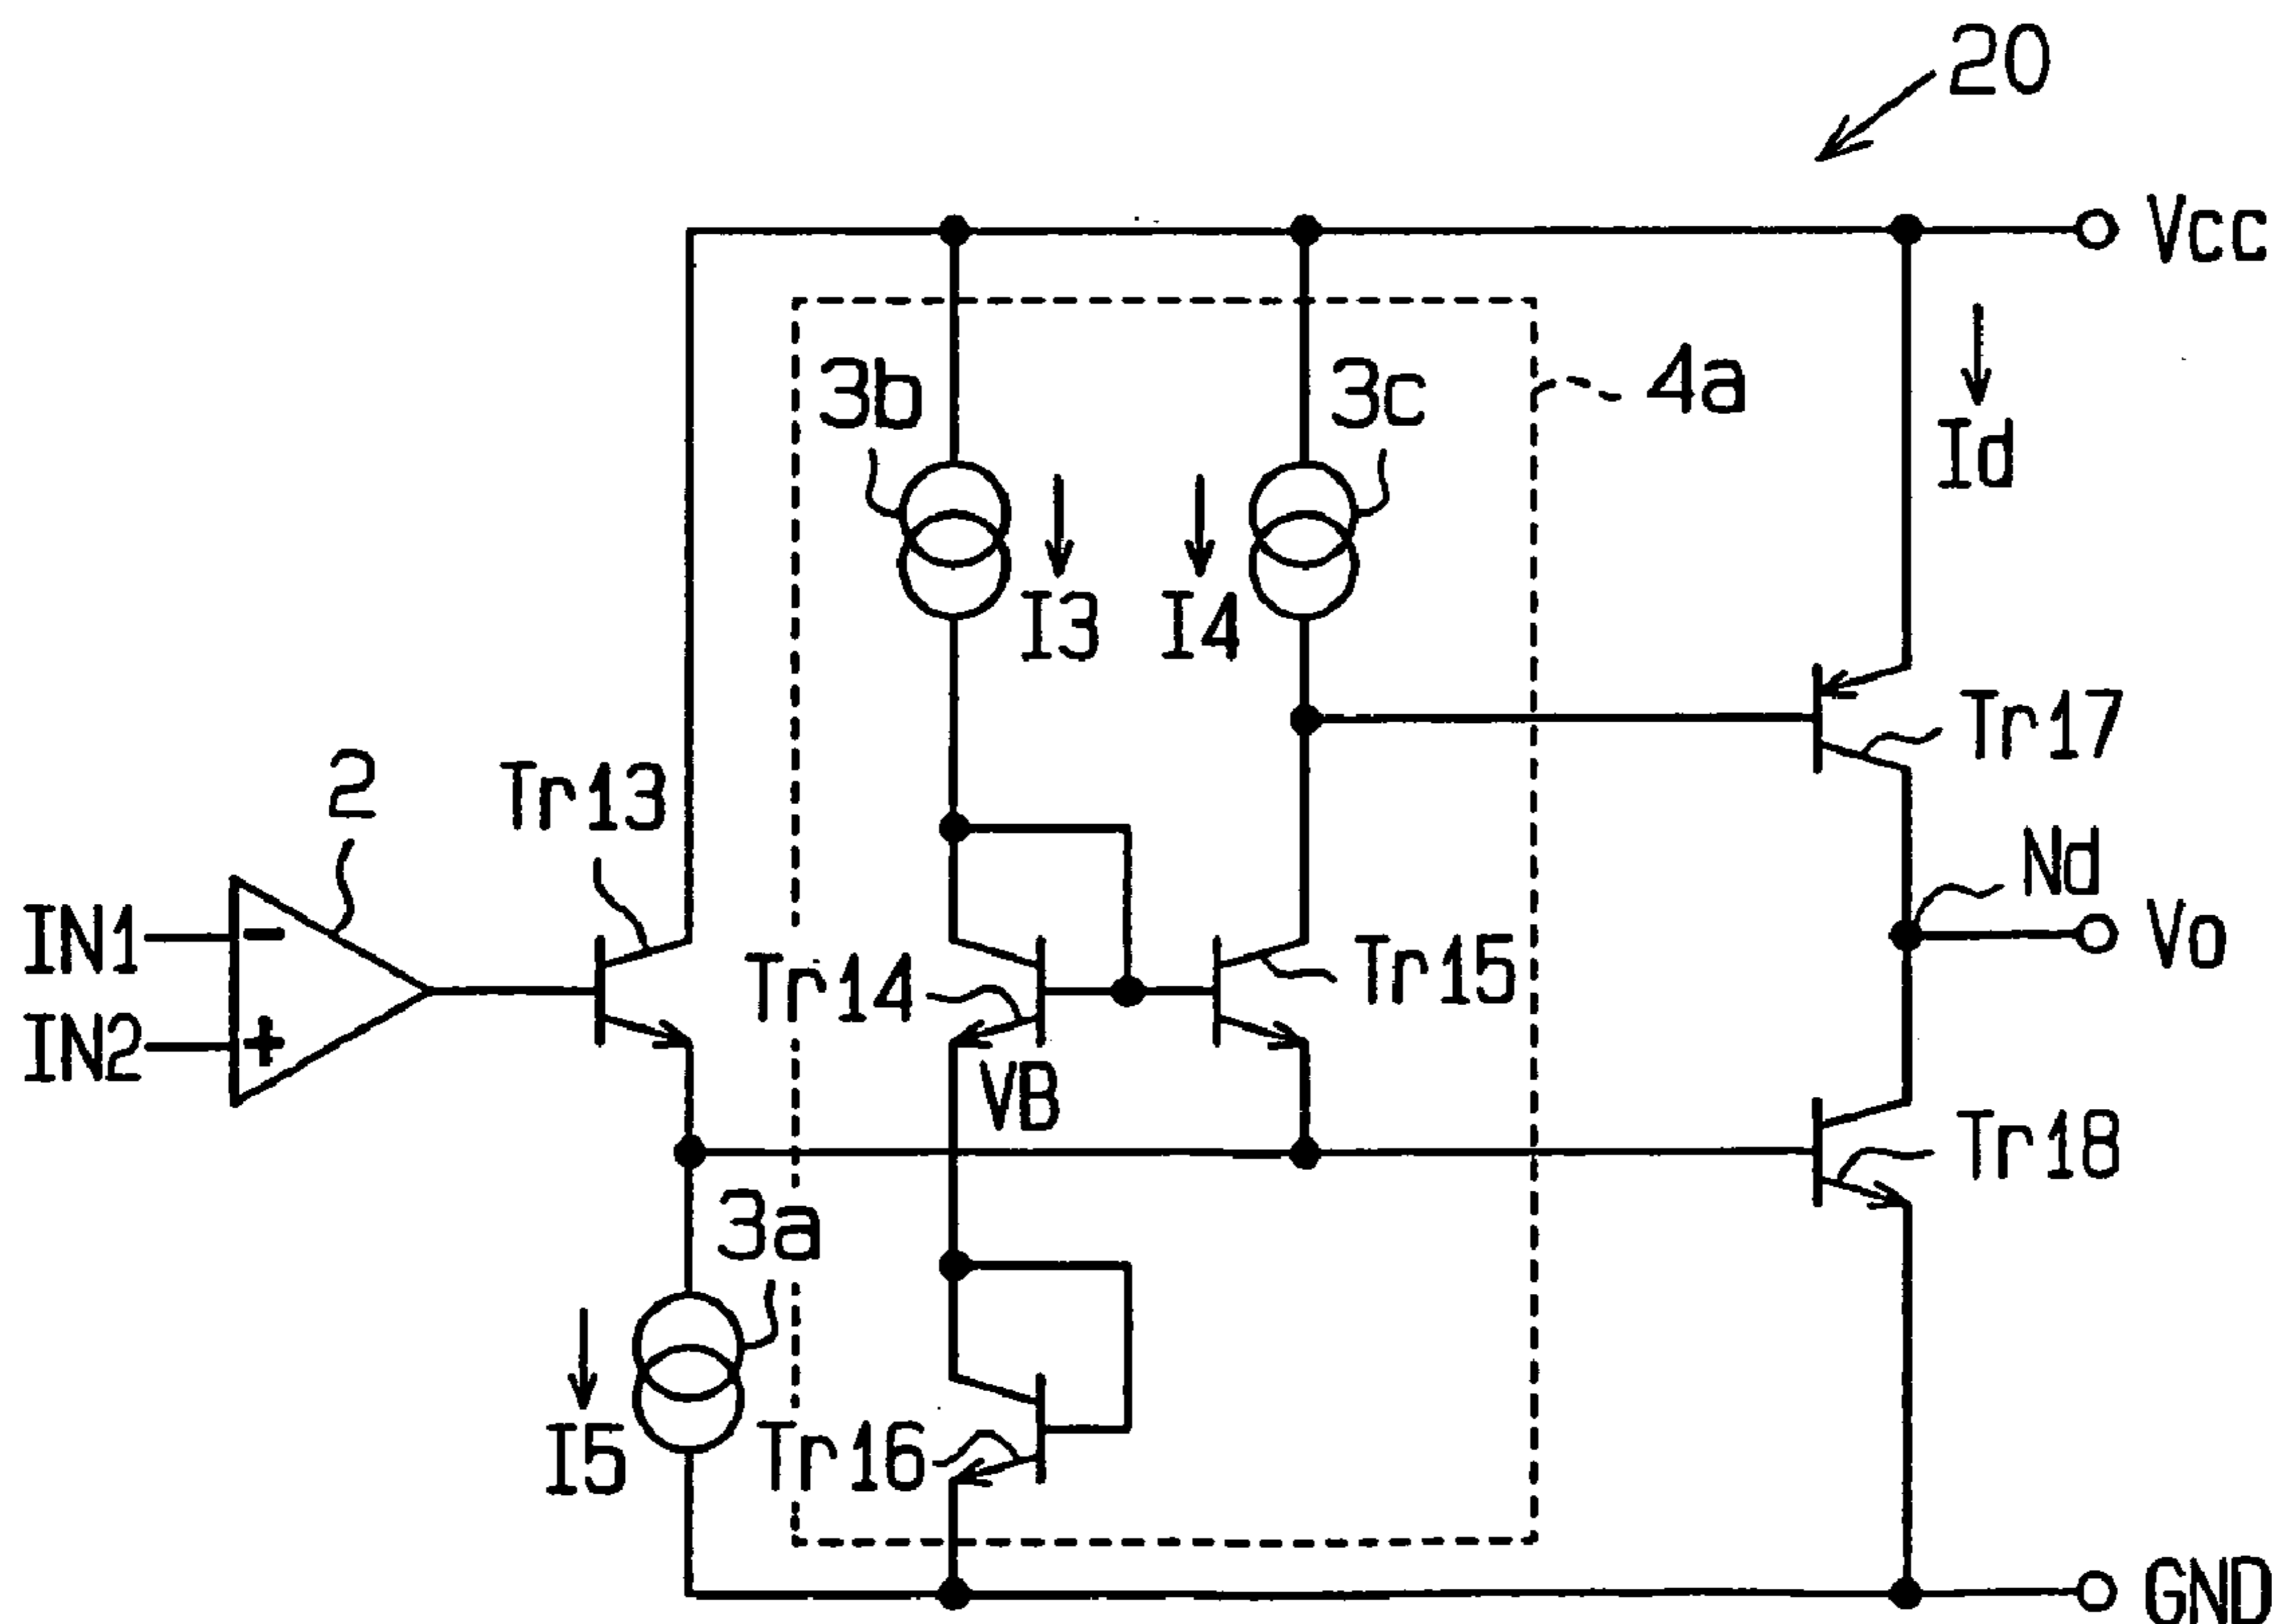 20
Vcc
3b
3c
4a
Id
I3
I4
Tr17
2
Tr13
Nd
IN1
-
Tr14
Tr15
Vo
IN2
+
VB
Tr18
3a
I5
Tr16
GND